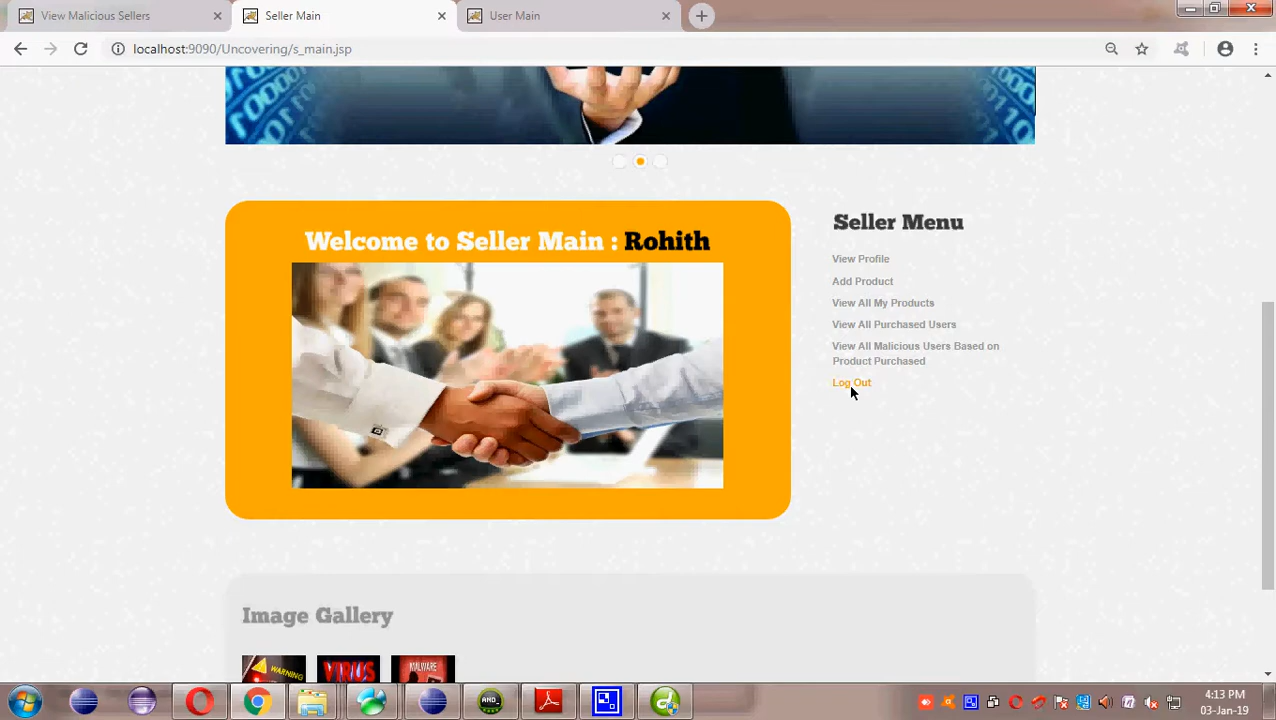 View Malicious Sellers
Seller Main
User Main
localhost:9090/Uncovering/s_main.jsp
Welcome to Seller Main : Rohith
Seller Menu
View Profile
Add Product
View All My Products
View All Purchased Users
View All Malicious Users Based on
Product Purchased
Log Out
Image Gallery
WARNING
VIRUS
MALWARE
4:13 PM
03-Jan-19